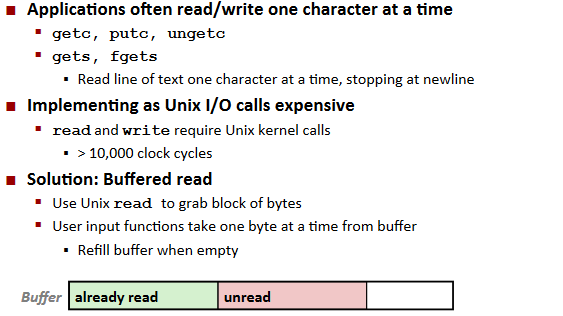 Applications often read/write one character at a time
getc, putc, ungetc
gets, fgets
Read line of text one character at a time, stopping at newline
Implementing as Unix I/O calls expensive
read and write require Unix kernel calls
> 10,000 clock cycles
Solution: Buffered read
Use Unix read to grab block of bytes
User input functions take one byte at a time from buffer
Refill buffer when empty
Buffer already read unread